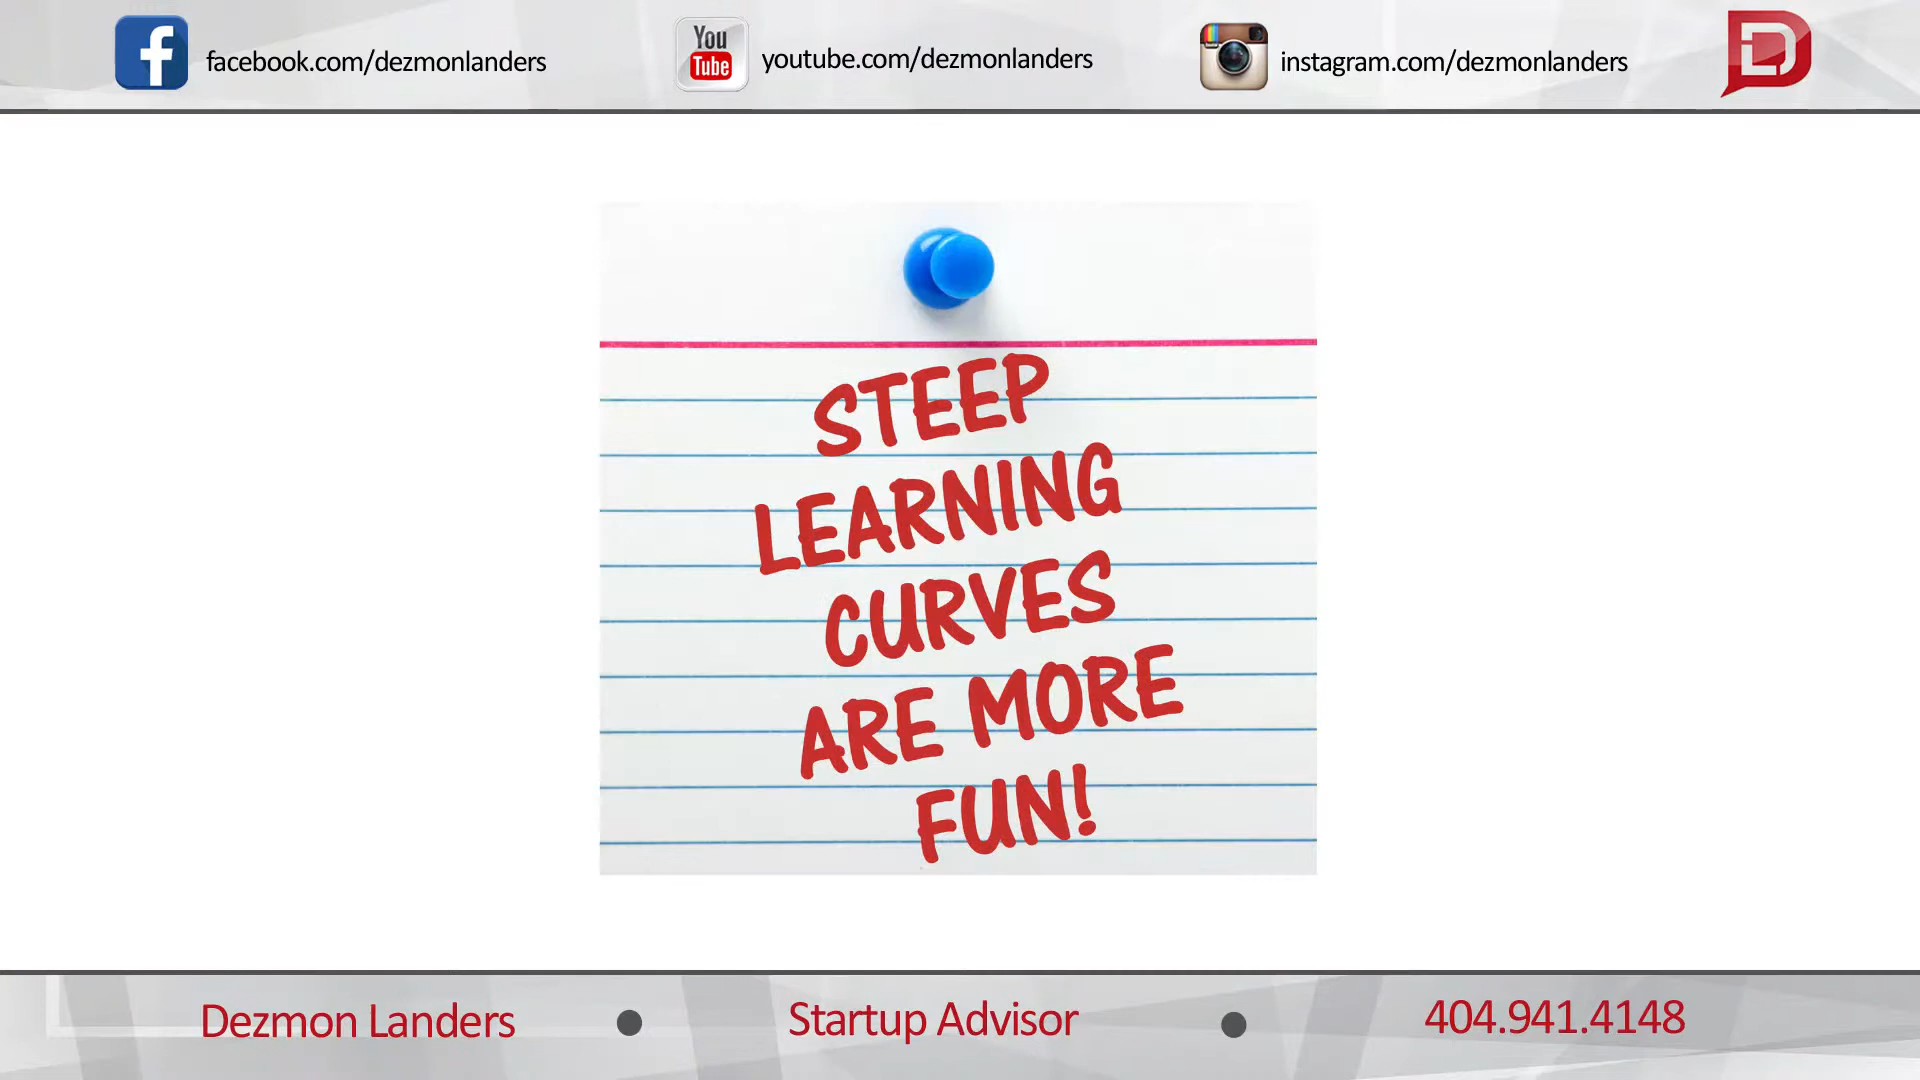 facebook.com/dezmonlanders
You
Tube
youtube.com/dezmonlanders
instagram.com/dezmonlanders
STEEP
LEARNING
CURVES
ARE MORE
FUN!
Dezmon Landers
Startup Advisor
404.941.4148